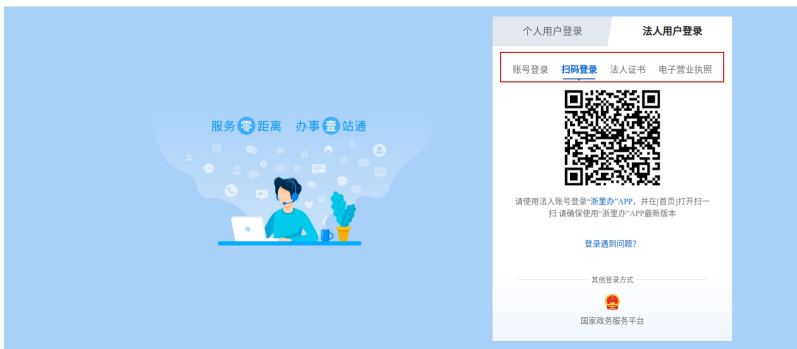 个人用户登录
法人用户登录
账号登录 扫码登录 法人证书 电子营业执照
服务零距离 办事壹站通
请使用法人账号登录“浙里办”APP，并在[首页]打开扫一
扫 请确保使用“浙里办”APP最新版本
登录遇到问题?
其他登录方式
国家政务服务平台